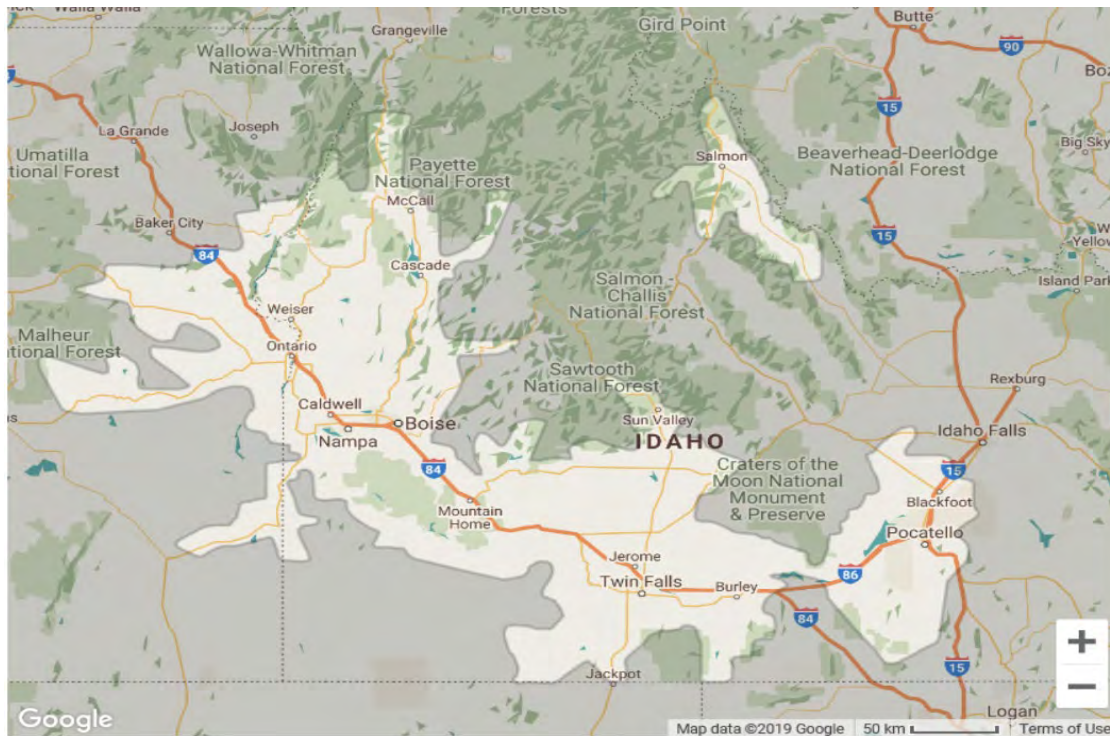 Walla Walla
Grangeville
Forests
Gird Point
Butte
90
Wallowa-Whitman
National Forest
15
La Grande
Joseph
Umatilla
tional Forest
Payette
National Forest
McCall
Salmon
Beaverhead-Deerlodge
National Forest
Big Sky
Baker City
84
15
Yellow
Cascade
Salmon-
Challis
National Forest
Island Park
Weiser
Malheur
ational Forest
Ontario
Sawtooth
National Forest
Rexburg
Caldwell
Boise
Nampa
Sun Valley
IDAHO
Idaho Falls
84
Craters of the
Moon National
Monument
& Preserve
15
Blackfoot
Mountain
Home
Pocatello
Jerome
Twin Falls
Burley
86
84
+
−
15
Jackpot
Logan
Google
Map data ©2019 Google
50 km
Terms of Use